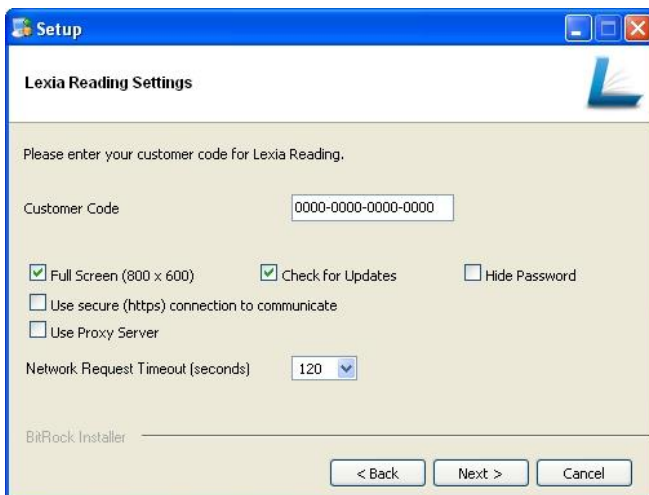 Setup
Lexia Reading Settings
Please enter your customer code for Lexia Reading.
Customer Code 0000-0000-0000-0000
Full Screen (800 x 600) Check for Updates Hide Password
Use secure (https) connection to communicate
Use Proxy Server
Network Request Timeout (seconds) 120
BitRock Installer
< Back Next > Cancel